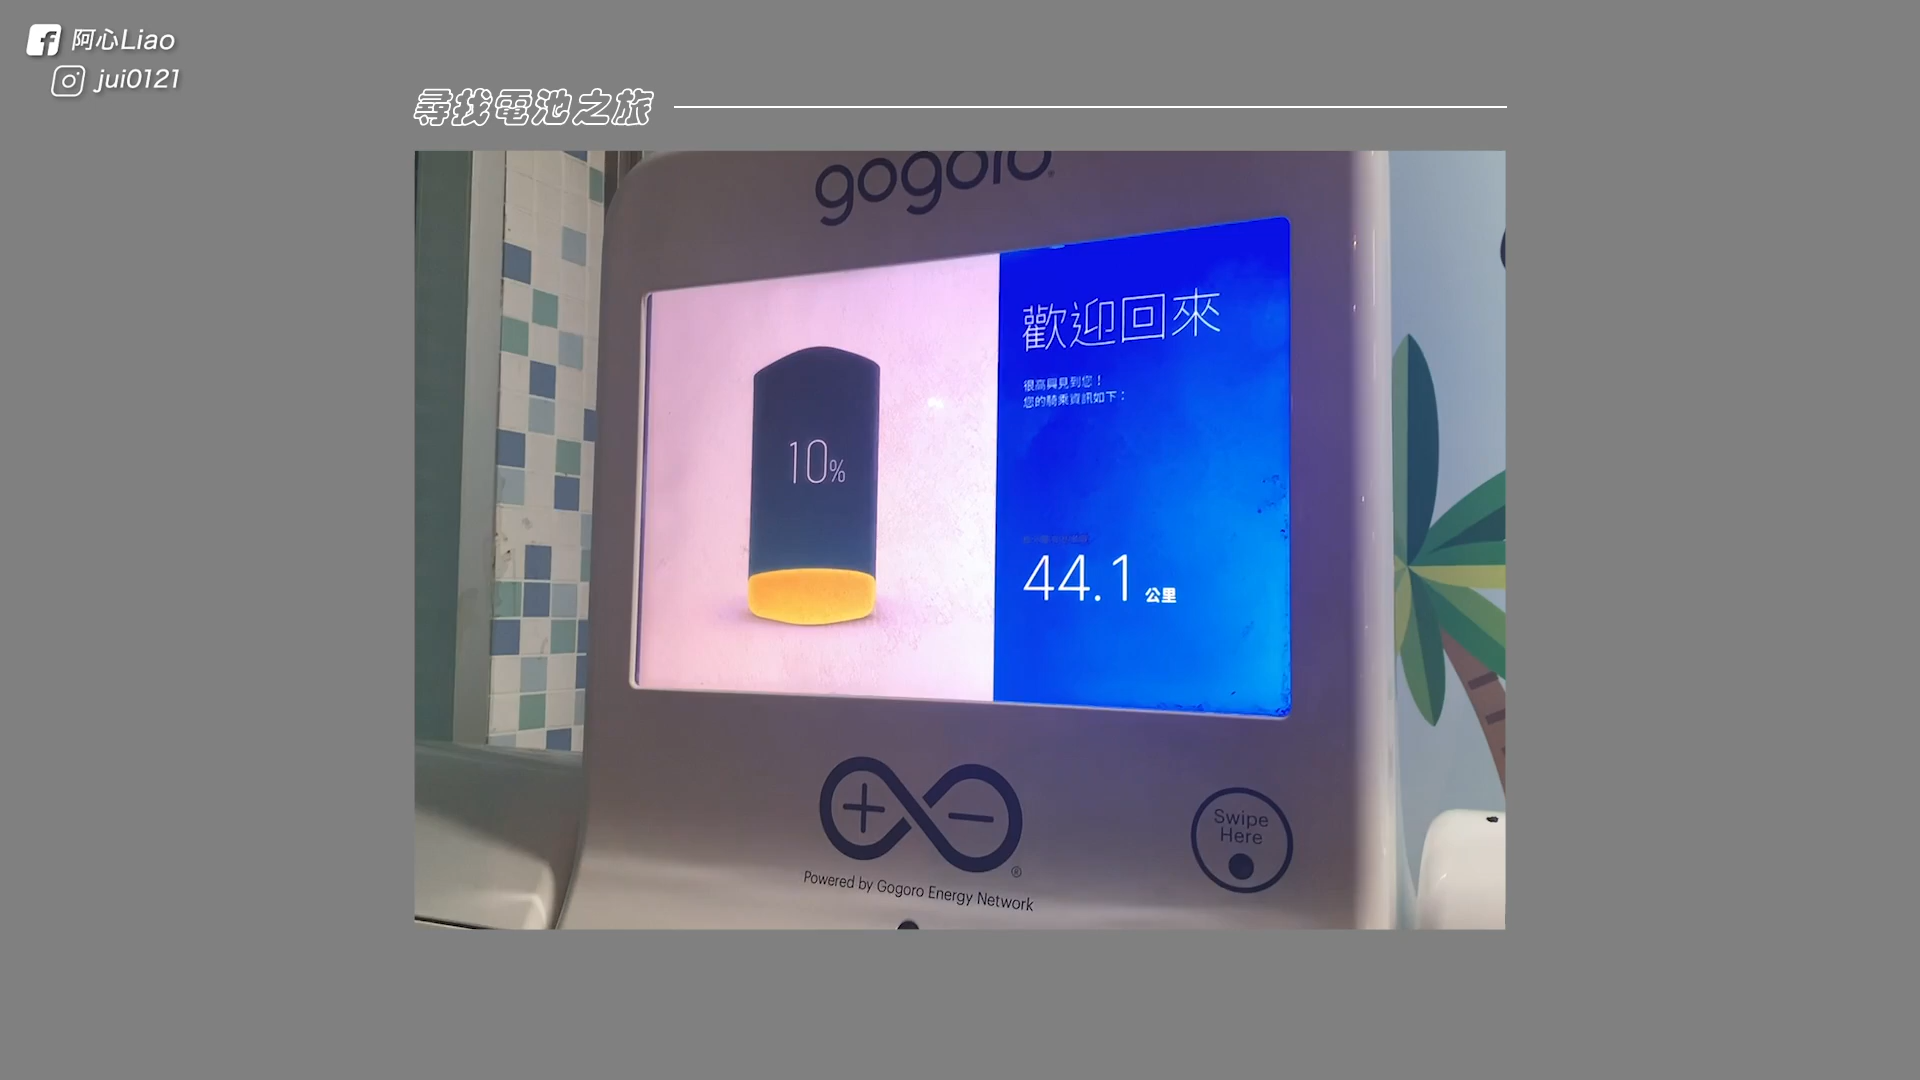 阿心Liao
jui0121
尋找電池之旅
gogoro
歡迎回來
很高興見到您！
您的騎乘資訊如下：
10%
44.1 公里
Swipe
Here
Powered by Gogoro Energy Network